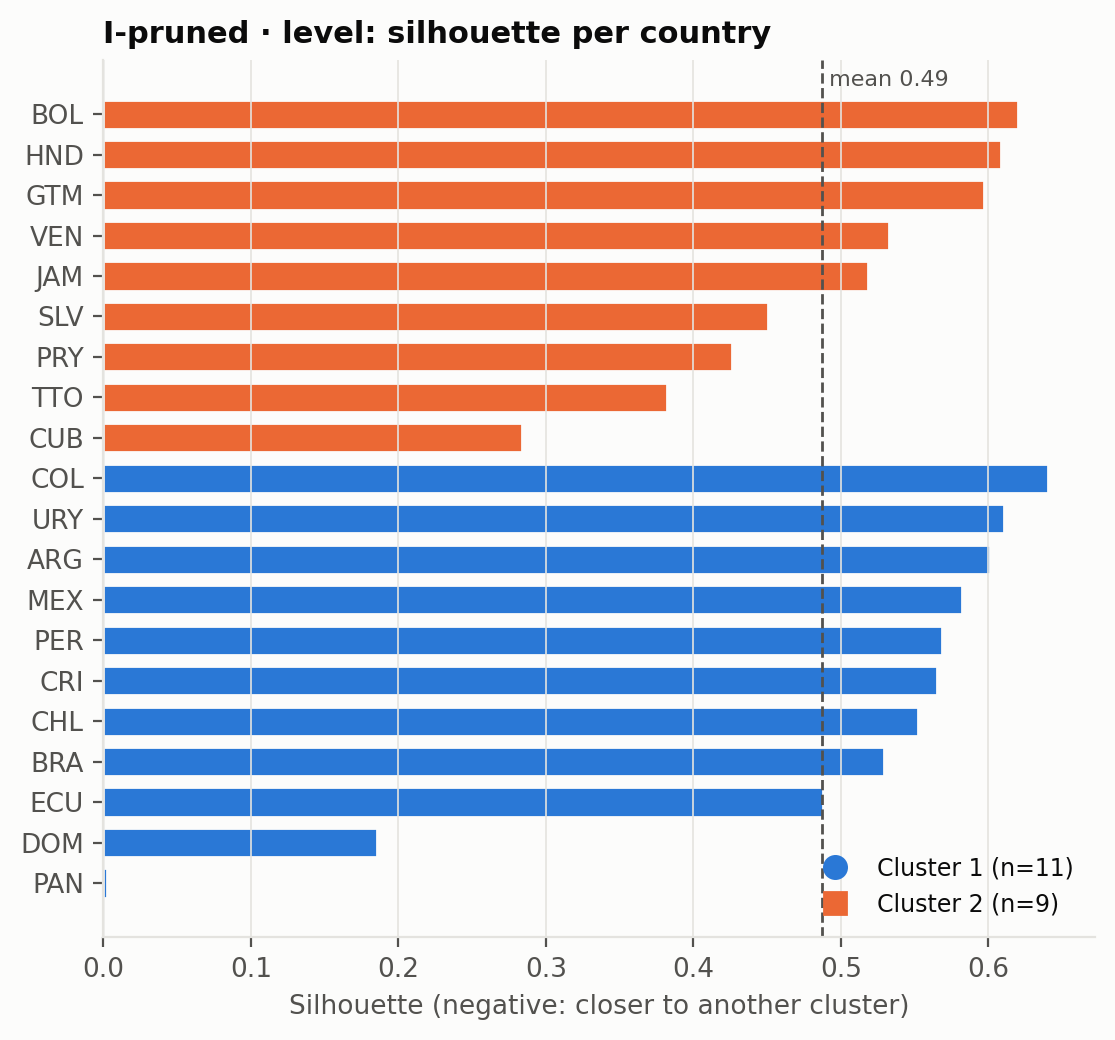 I-pruned · level: silhouette per country
mean 0.49
BOL
HND
GTM
VEN
JAM
SLV
PRY
TTO
CUB
COL
URY
ARG
MEX
PER
CRI
CHL
BRA
ECU
DOM
PAN
Cluster 1 (n=11)
Cluster 2 (n=9)
0.0 0.1 0.2 0.3 0.4 0.5 0.6
Silhouette (negative: closer to another cluster)